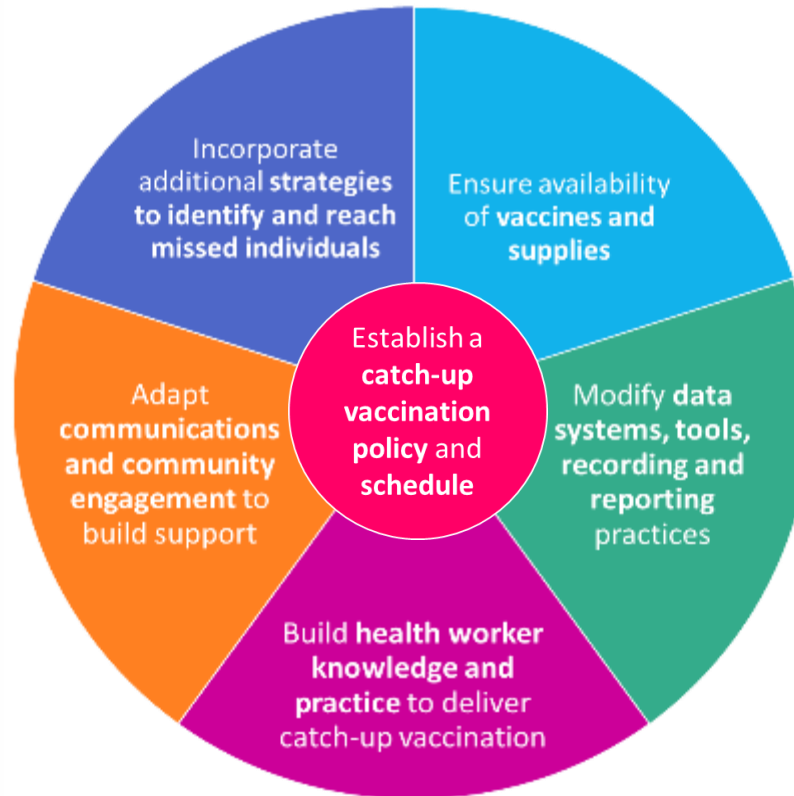 Incorporate
additional strategies
to identify and reach
missed individuals
Ensure availability
of vaccines and
supplies
Establish a
catch-up
vaccination
policy and
schedule
Adapt
communications
and community
engagement to
build support
Modify data
systems, tools,
recording and
reporting
practices
Build health worker
knowledge and
practice to deliver
catch-up vaccination